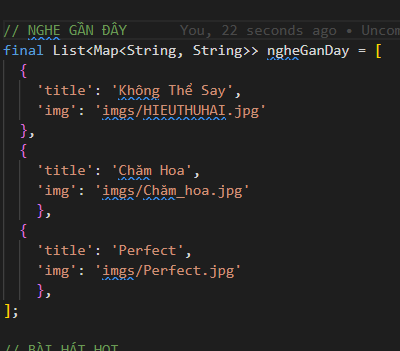 // NGHE GẦN ĐÂY You, 22 seconds ago • Uncom
final List<Map<String, String>> ngheGanDay = [
{
'title': 'Không Thể Say',
'img': 'imgs/HIEUTHUHAI.jpg'
},
{
'title': 'Chăm Hoa',
'img': 'imgs/Chăm_hoa.jpg'
},
{
'title': 'Perfect',
'img': 'imgs/Perfect.jpg'
},
];
// BÀI HÁT HOT